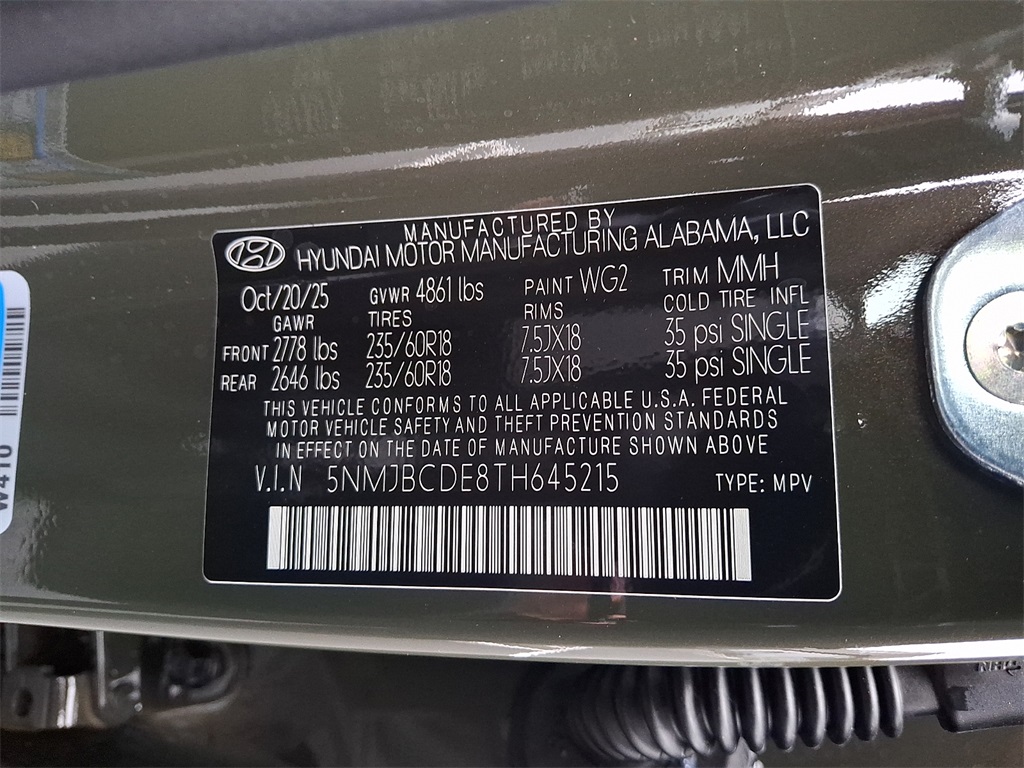 MANUFACTURED BY
HYUNDAI MOTOR MANUFACTURING ALABAMA, LLC
Oct/20/25 GVWR 4861 lbs PAINT WG2 TRIM MMH
GAWR TIRES RIMS COLD TIRE INFL
FRONT 2778 lbs 235/60R18 7.5JX18 35 psi SINGLE
REAR 2646 lbs 235/60R18 7.5JX18 35 psi SINGLE
THIS VEHICLE CONFORMS TO ALL APPLICABLE U.S.A. FEDERAL
MOTOR VEHICLE SAFETY AND THEFT PREVENTION STANDARDS
IN EFFECT ON THE DATE OF MANUFACTURE SHOWN ABOVE
V.I.N 5NMJBCDE8TH645215 TYPE: MPV